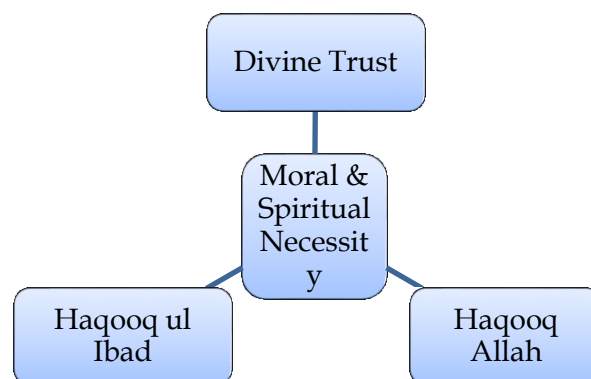 Divine Trust
Moral &
Spiritual
Necessit
y
Haqooq ul
Ibad
Haqooq
Allah